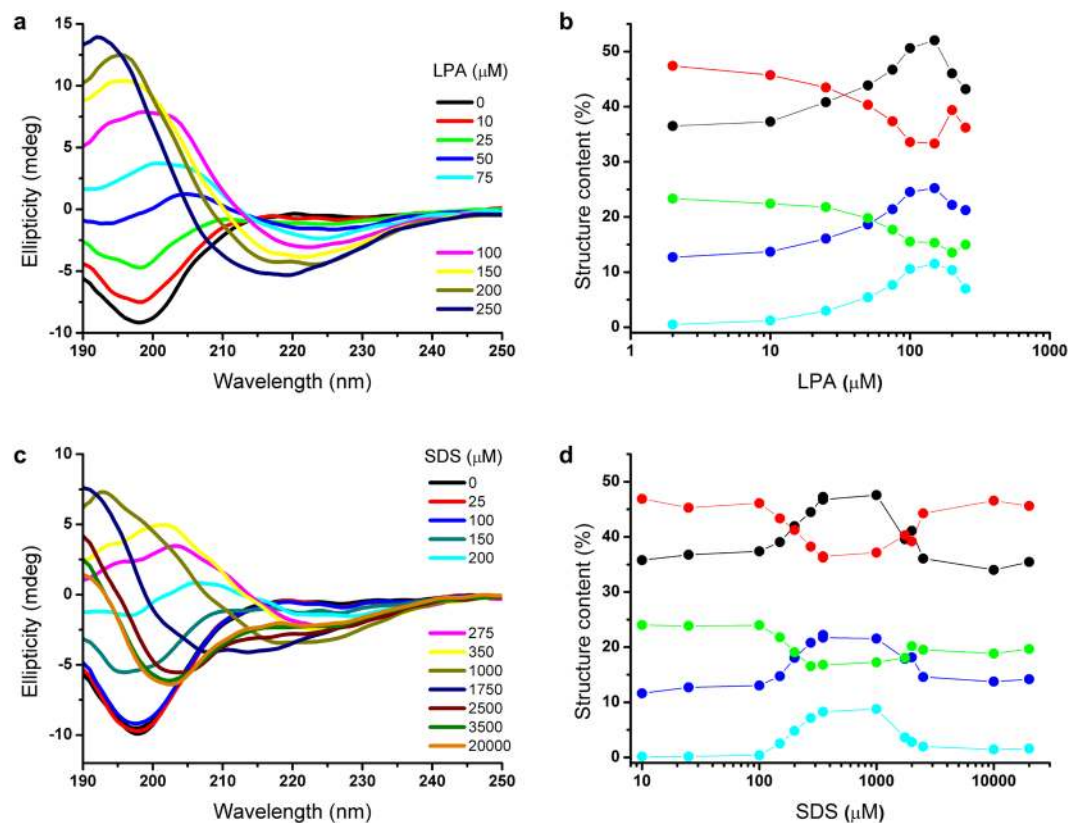 a
Ellipticity (mdeg)
15
10
5
0
-5
-10
190 200 210 220 230 240 250
Wavelength (nm)
LPA (μM)
0
10
25
50
75
100
150
200
250
b
Structure content (%)
50
40
30
20
10
0
1 10 100 1000
LPA (μM)
c
Ellipticity (mdeg)
10
5
0
-5
-10
190 200 210 220 230 240 250
Wavelength (nm)
SDS (μM)
0
25
100
150
200
275
350
1000
1750
2500
3500
20000
d
Structure content (%)
50
40
30
20
10
0
10 100 1000 10000
SDS (μM)